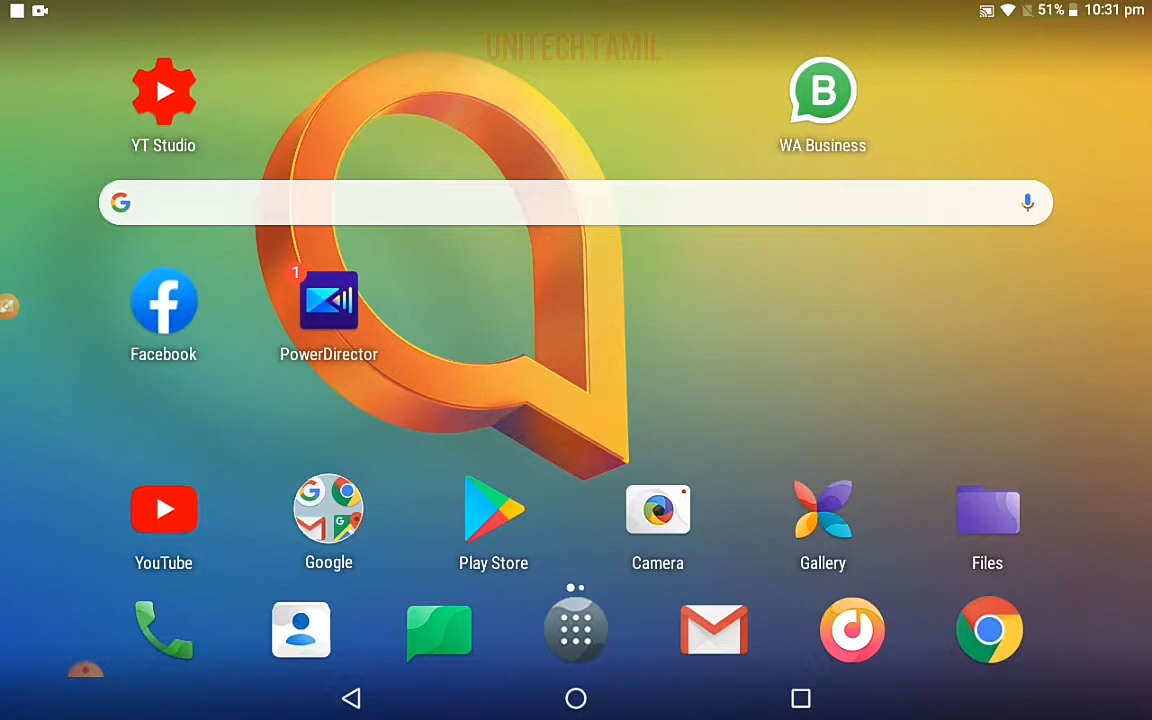 51% 10:31 pm
UNITECH TAMIL
B
YT Studio
WA Business
G
1
Facebook
PowerDirector
YouTube
Google
Play Store
Camera
Gallery
Files